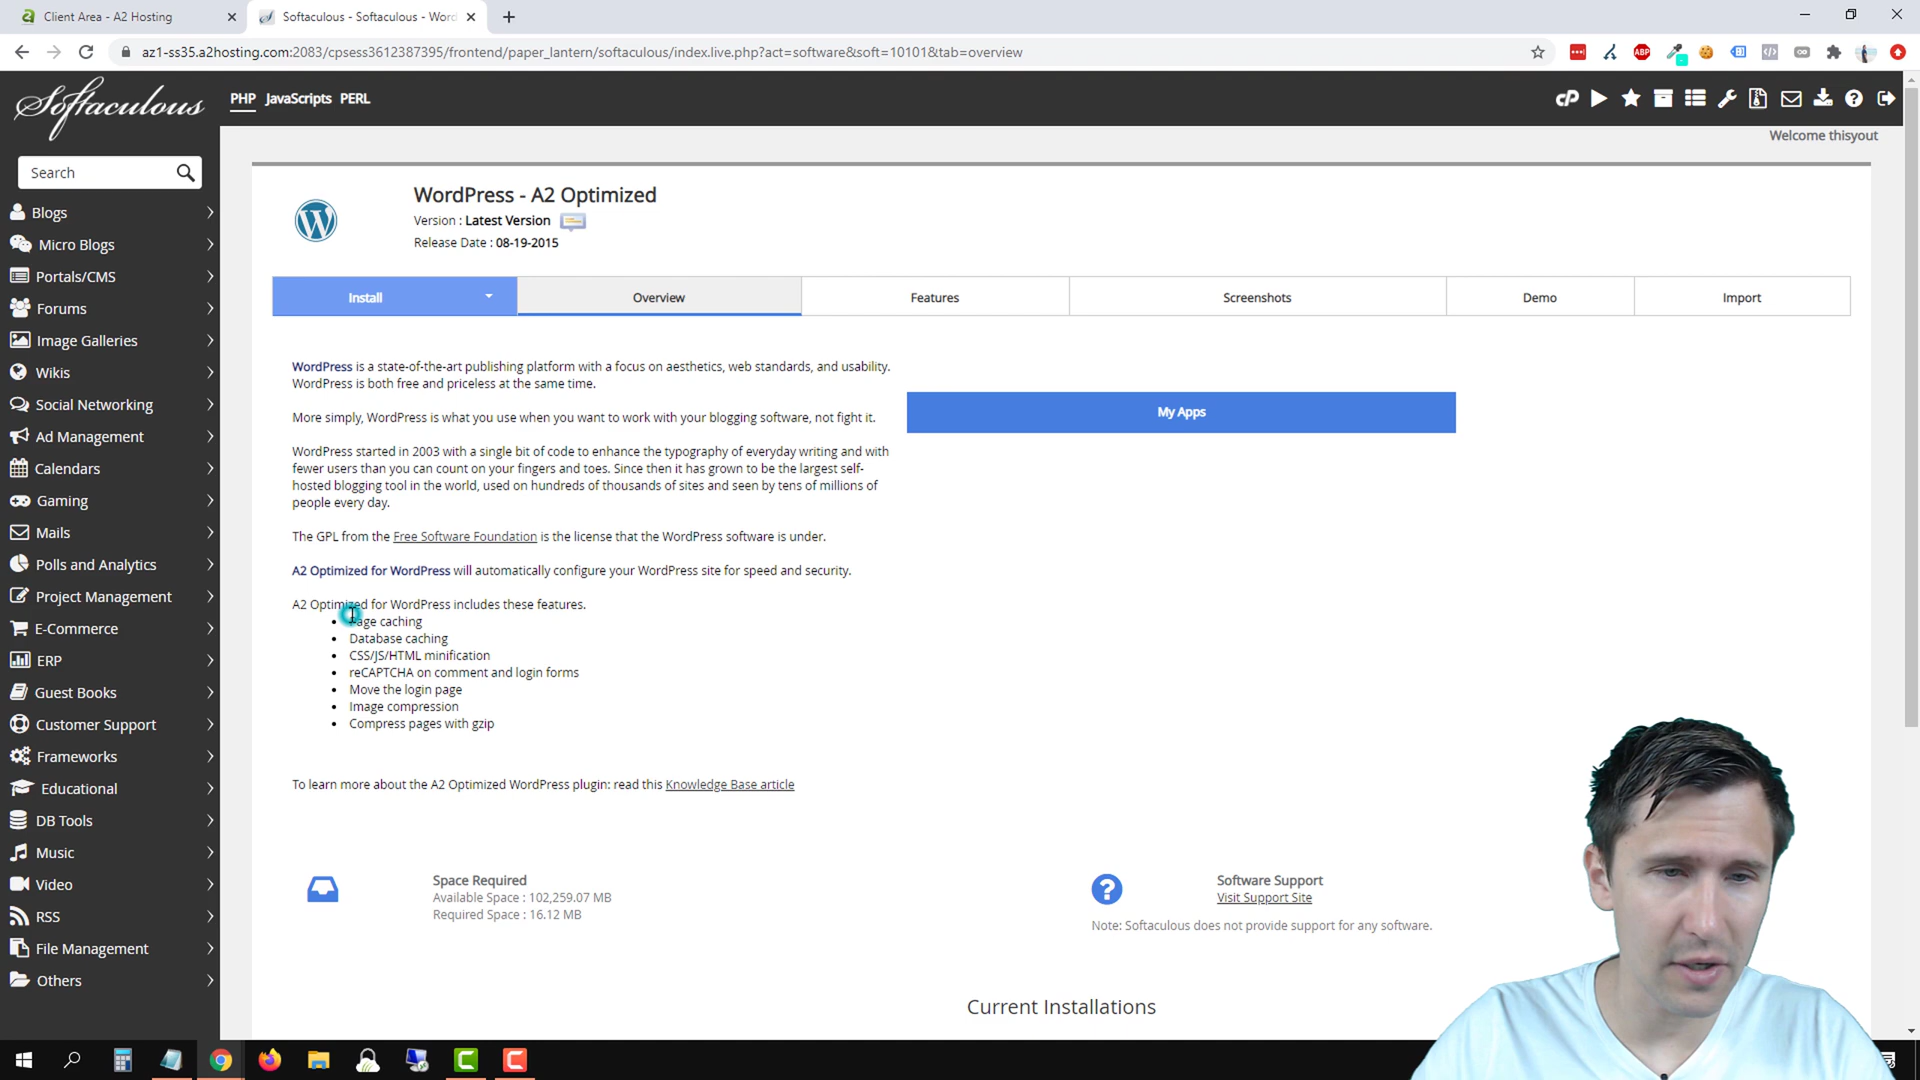 Client Area - A2 Hosting
Softaculous - Softaculous - Word
az1-ss35.a2hosting.com:2083/cpsess3612387395/frontend/paper_lantern/softaculous/index.live.php?act=software&soft=10101&tab=overview
Softaculous
PHP JavaScripts PERL
Welcome thisyout
Search
Blogs
Micro Blogs
Portals/CMS
Forums
Image Galleries
Wikis
Social Networking
Ad Management
Calendars
Gaming
Mails
Polls and Analytics
Project Management
E-Commerce
ERP
Guest Books
Customer Support
Frameworks
Educational
DB Tools
Music
Video
RSS
File Management
Others
WordPress - A2 Optimized
Version : Latest Version
Release Date : 08-19-2015
Install
Overview
Features
Screenshots
Demo
Import
WordPress is a state-of-the-art publishing platform with a focus on aesthetics, web standards, and usability.
WordPress is both free and priceless at the same time.
More simply, WordPress is what you use when you want to work with your blogging software, not fight it.
WordPress started in 2003 with a single bit of code to enhance the typography of everyday writing and with
fewer users than you can count on your fingers and toes. Since then it has grown to be the largest self-
hosted blogging tool in the world, used on hundreds of thousands of sites and seen by tens of millions of
people every day.
The GPL from the Free Software Foundation is the license that the WordPress software is under.
A2 Optimized for WordPress will automatically configure your WordPress site for speed and security.
A2 Optimized for WordPress includes these features.
Page caching
Database caching
CSS/JS/HTML minification
reCAPTCHA on comment and login forms
Move the login page
Image compression
Compress pages with gzip
To learn more about the A2 Optimized WordPress plugin: read this Knowledge Base article
My Apps
Space Required
Available Space : 102,259.07 MB
Required Space : 16.12 MB
Software Support
Visit Support Site
Note: Softaculous does not provide support for any software.
Current Installations